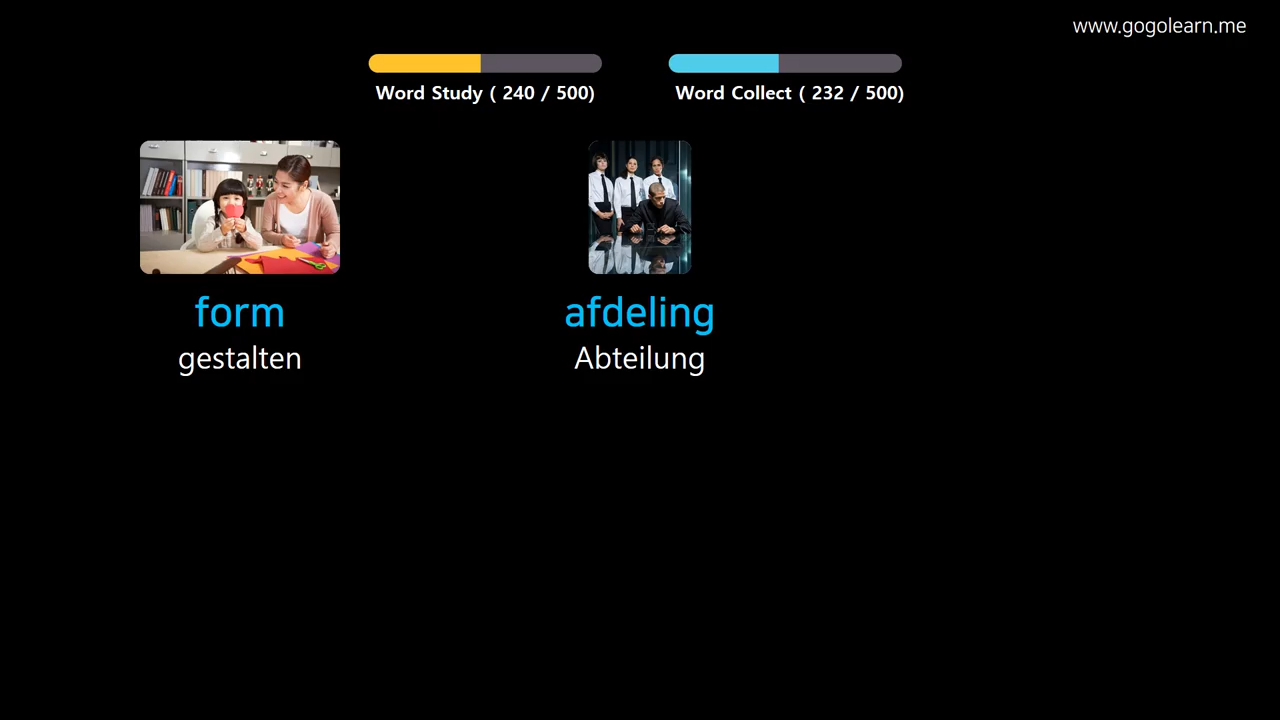 www.gogolearn.me
Word Study ( 240 / 500)
Word Collect ( 232 / 500)
form
gestalten
afdeling
Abteilung